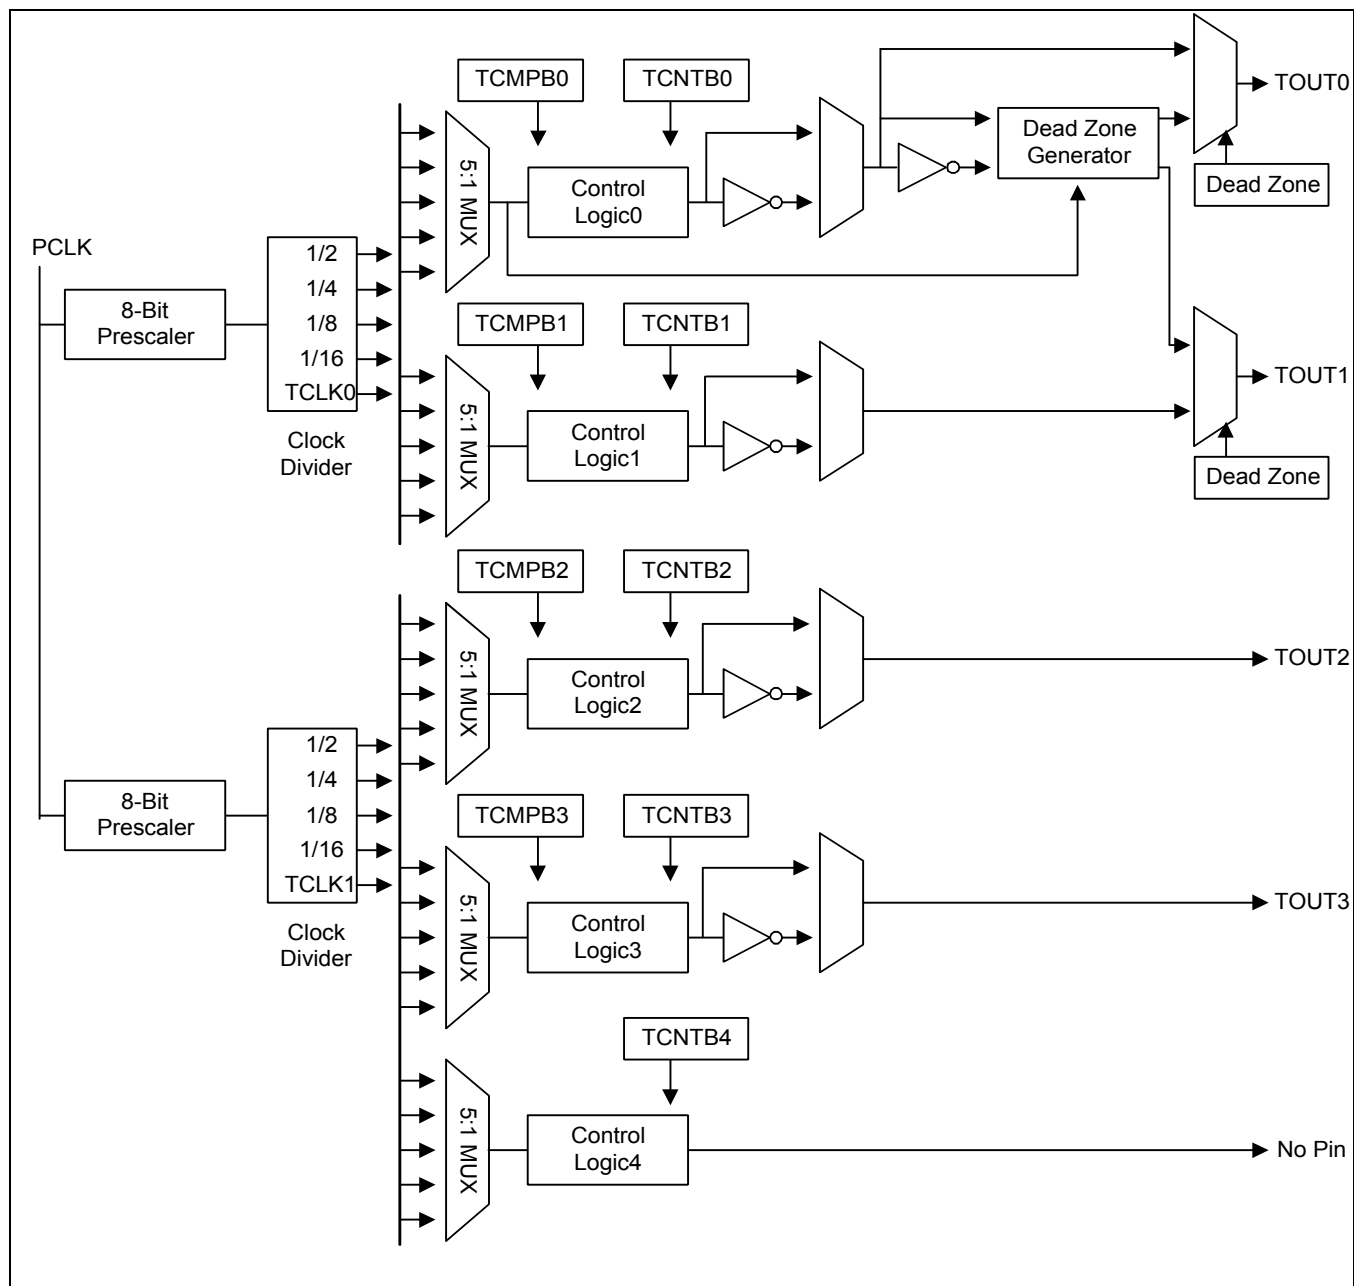 TCMPB0
TCNTB0
TOUT0
5:1 MUX
Control
Logic0
Dead Zone
Generator
Dead Zone
PCLK
8-Bit
Prescaler
1/2
1/4
1/8
1/16
TCLK0
Clock
Divider
TCMPB1
TCNTB1
5:1 MUX
Control
Logic1
TOUT1
Dead Zone
TCMPB2
TCNTB2
5:1 MUX
Control
Logic2
TOUT2
8-Bit
Prescaler
1/2
1/4
1/8
1/16
TCLK1
Clock
Divider
TCMPB3
TCNTB3
5:1 MUX
Control
Logic3
TOUT3
TCNTB4
5:1 MUX
Control
Logic4
No Pin